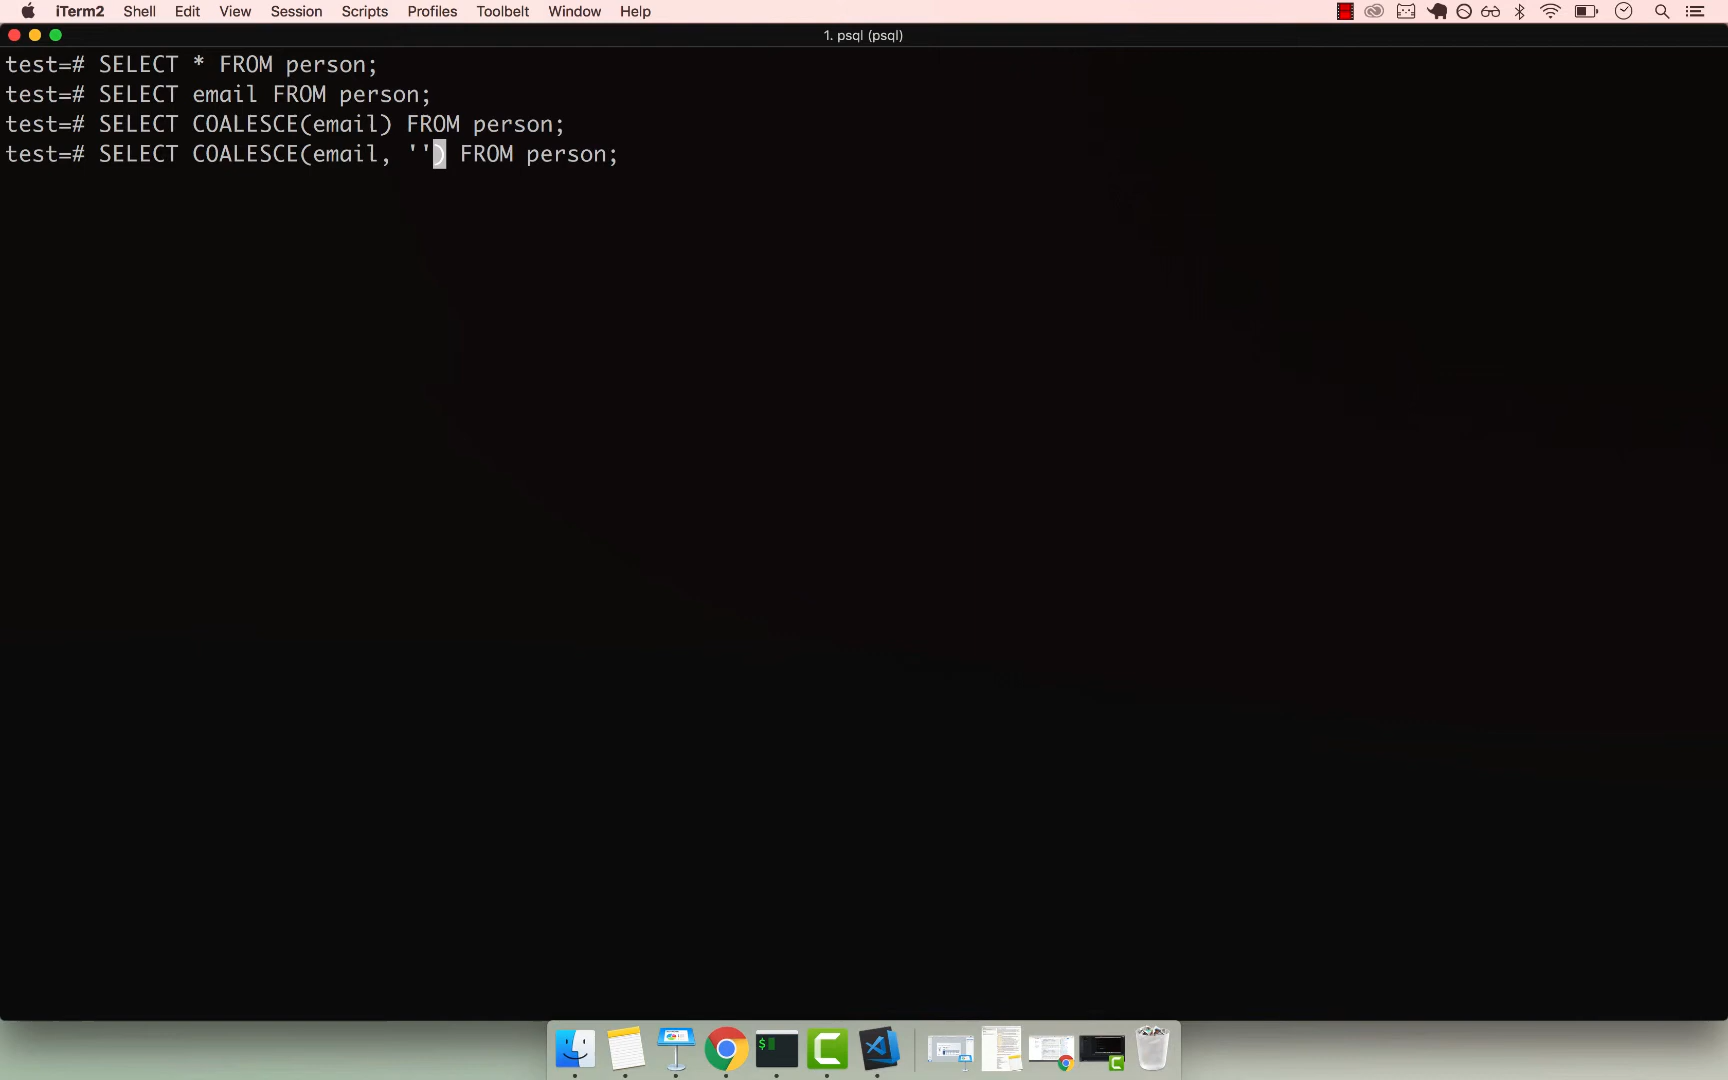 iTerm2 Shell Edit View Session Scripts Profiles Toolbelt Window Help
1. psql (psql)
test=# SELECT * FROM person;
test=# SELECT email FROM person;
test=# SELECT COALESCE(email) FROM person;
test=# SELECT COALESCE(email, '') FROM person;